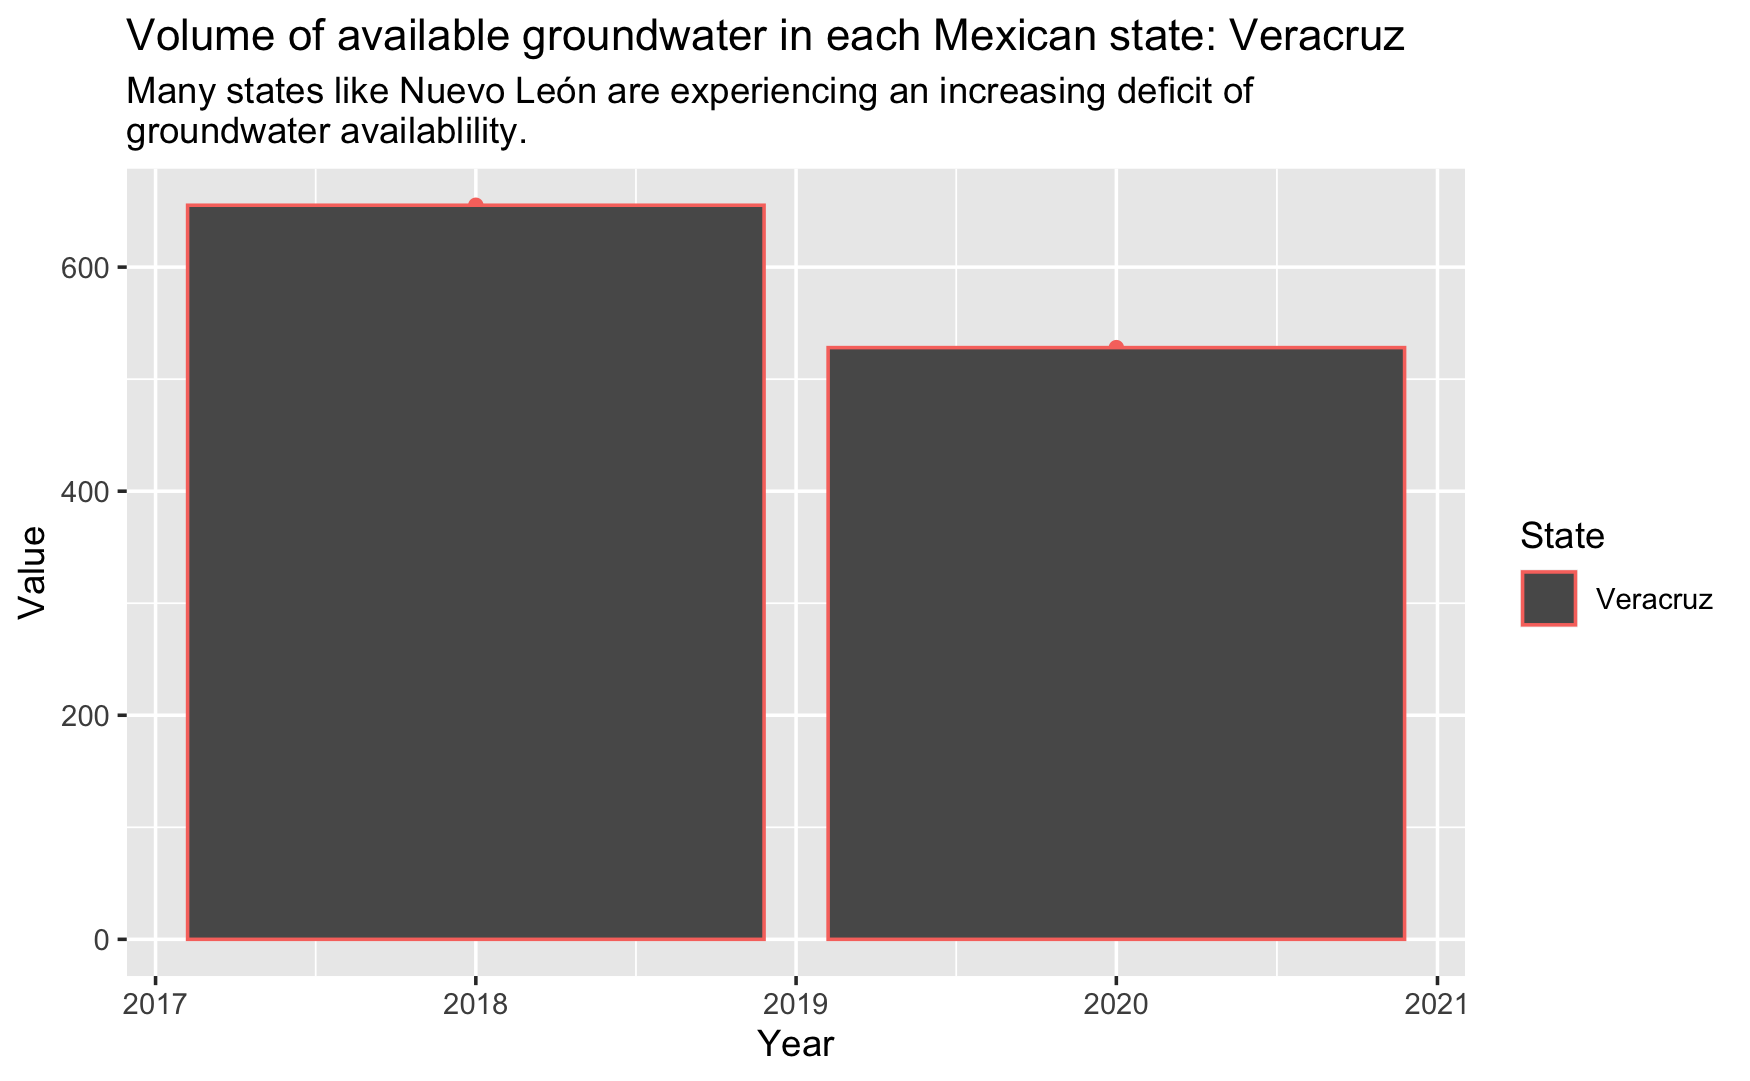 Volume of available groundwater in each Mexican state: Veracruz
Many states like Nuevo León are experiencing an increasing deficit of
groundwater availablility.
600
400
200
0
Value
2017 2018 2019 2020 2021
Year
State
Veracruz